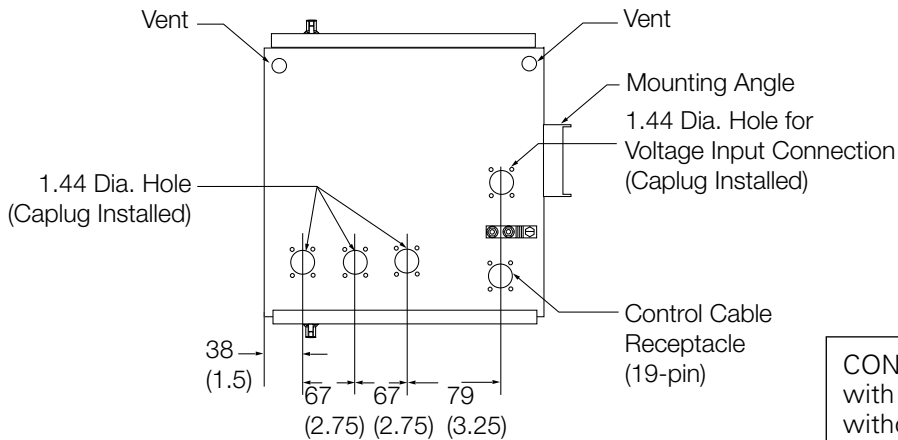 Vent
Vent
Mounting Angle
1.44 Dia. Hole for
Voltage Input Connection
(Caplug Installed)
1.44 Dia. Hole
(Caplug Installed)
Control Cable
Receptacle
(19-pin)
38
(1.5)
67
(2.75)
67
(2.75)
79
(3.25)
CON
with
witho